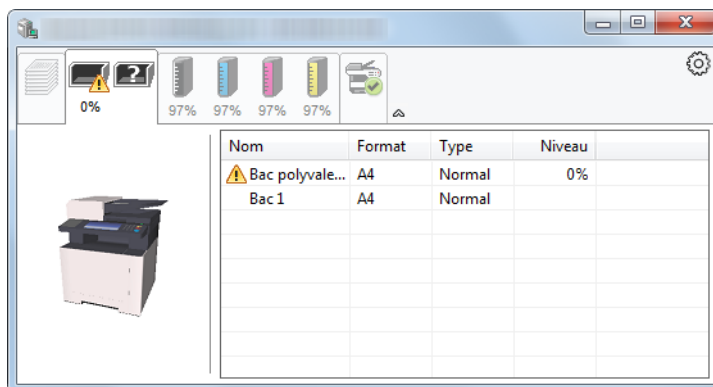 0%
97% 97% 97% 97%
Nom Format Type Niveau
Bac polyvale... A4 Normal 0%
Bac 1 A4 Normal